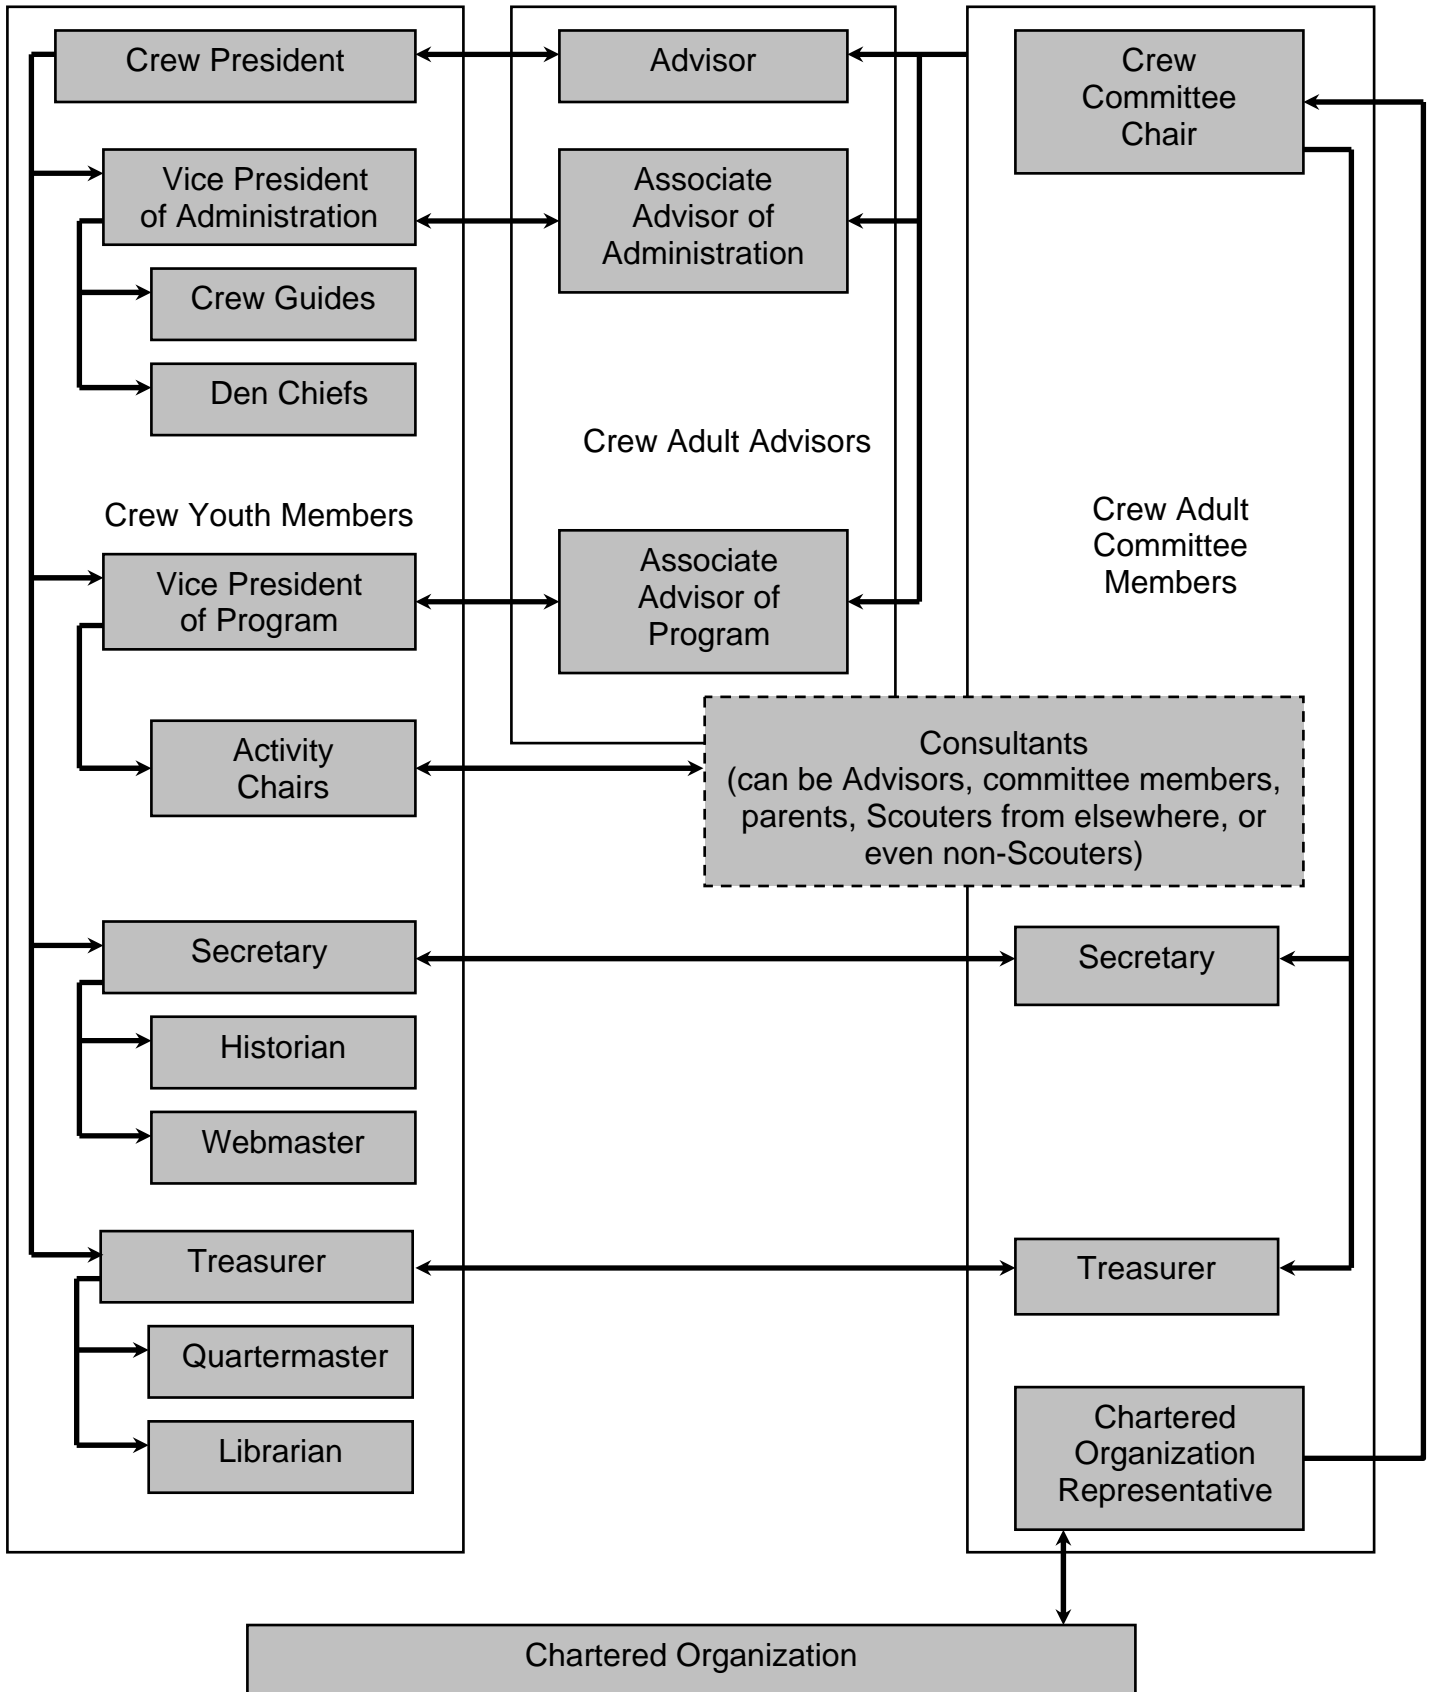 Crew President
Vice President
of Administration
Crew Guides
Den Chiefs
Crew Youth Members
Vice President
of Program
Activity
Chairs
Secretary
Historian
Webmaster
Treasurer
Quartermaster
Librarian
Advisor
Associate
Advisor of
Administration
Crew Adult Advisors
Associate
Advisor of
Program
Consultants
(can be Advisors, committee members,
parents, Scouters from elsewhere, or
even non-Scouters)
Crew
Committee
Chair
Crew Adult
Committee
Members
Secretary
Treasurer
Chartered
Organization
Representative
Chartered Organization